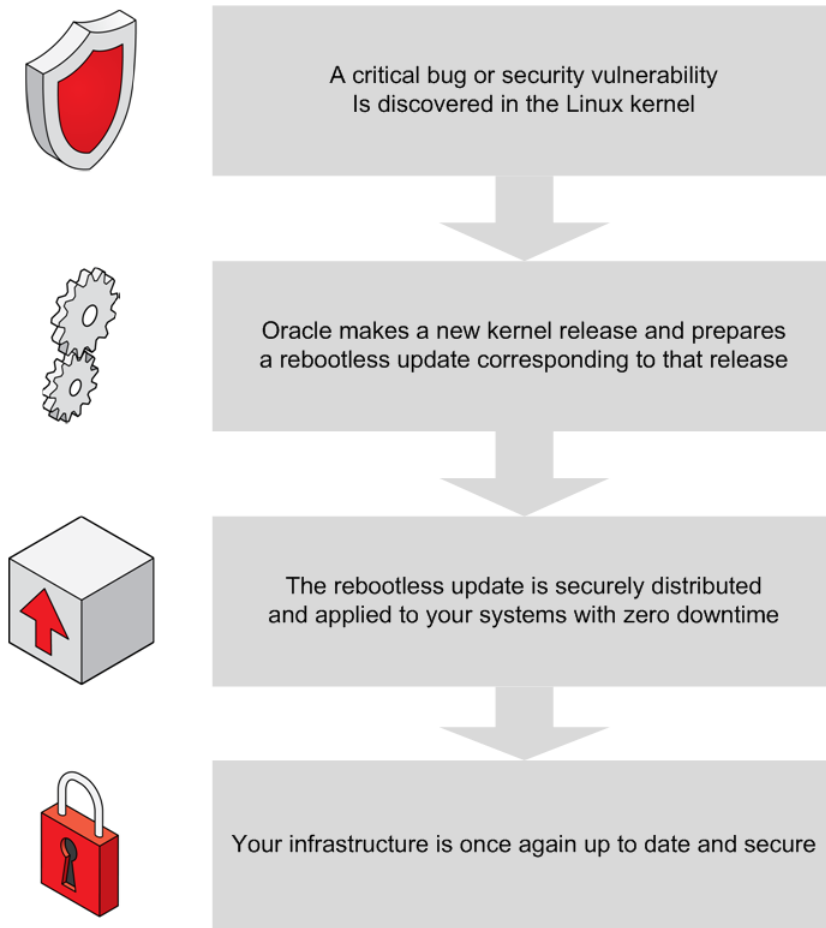 A critical bug or security vulnerability
Is discovered in the Linux kernel
Oracle makes a new kernel release and prepares
a rebootless update corresponding to that release
The rebootless update is securely distributed
and applied to your systems with zero downtime
Your infrastructure is once again up to date and secure